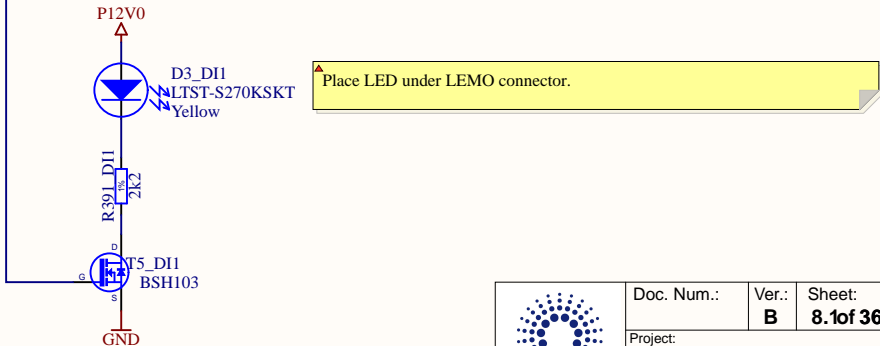 P12V0
D3_DI1
LTST-S270KSKT
Yellow
Place LED under LEMO connector.
R391_DI1
1%
2k2
D
G
S
T5_DI1
BSH103
GND
Doc. Num.:
Ver.:
B
Sheet:
8.1of 36
Project: